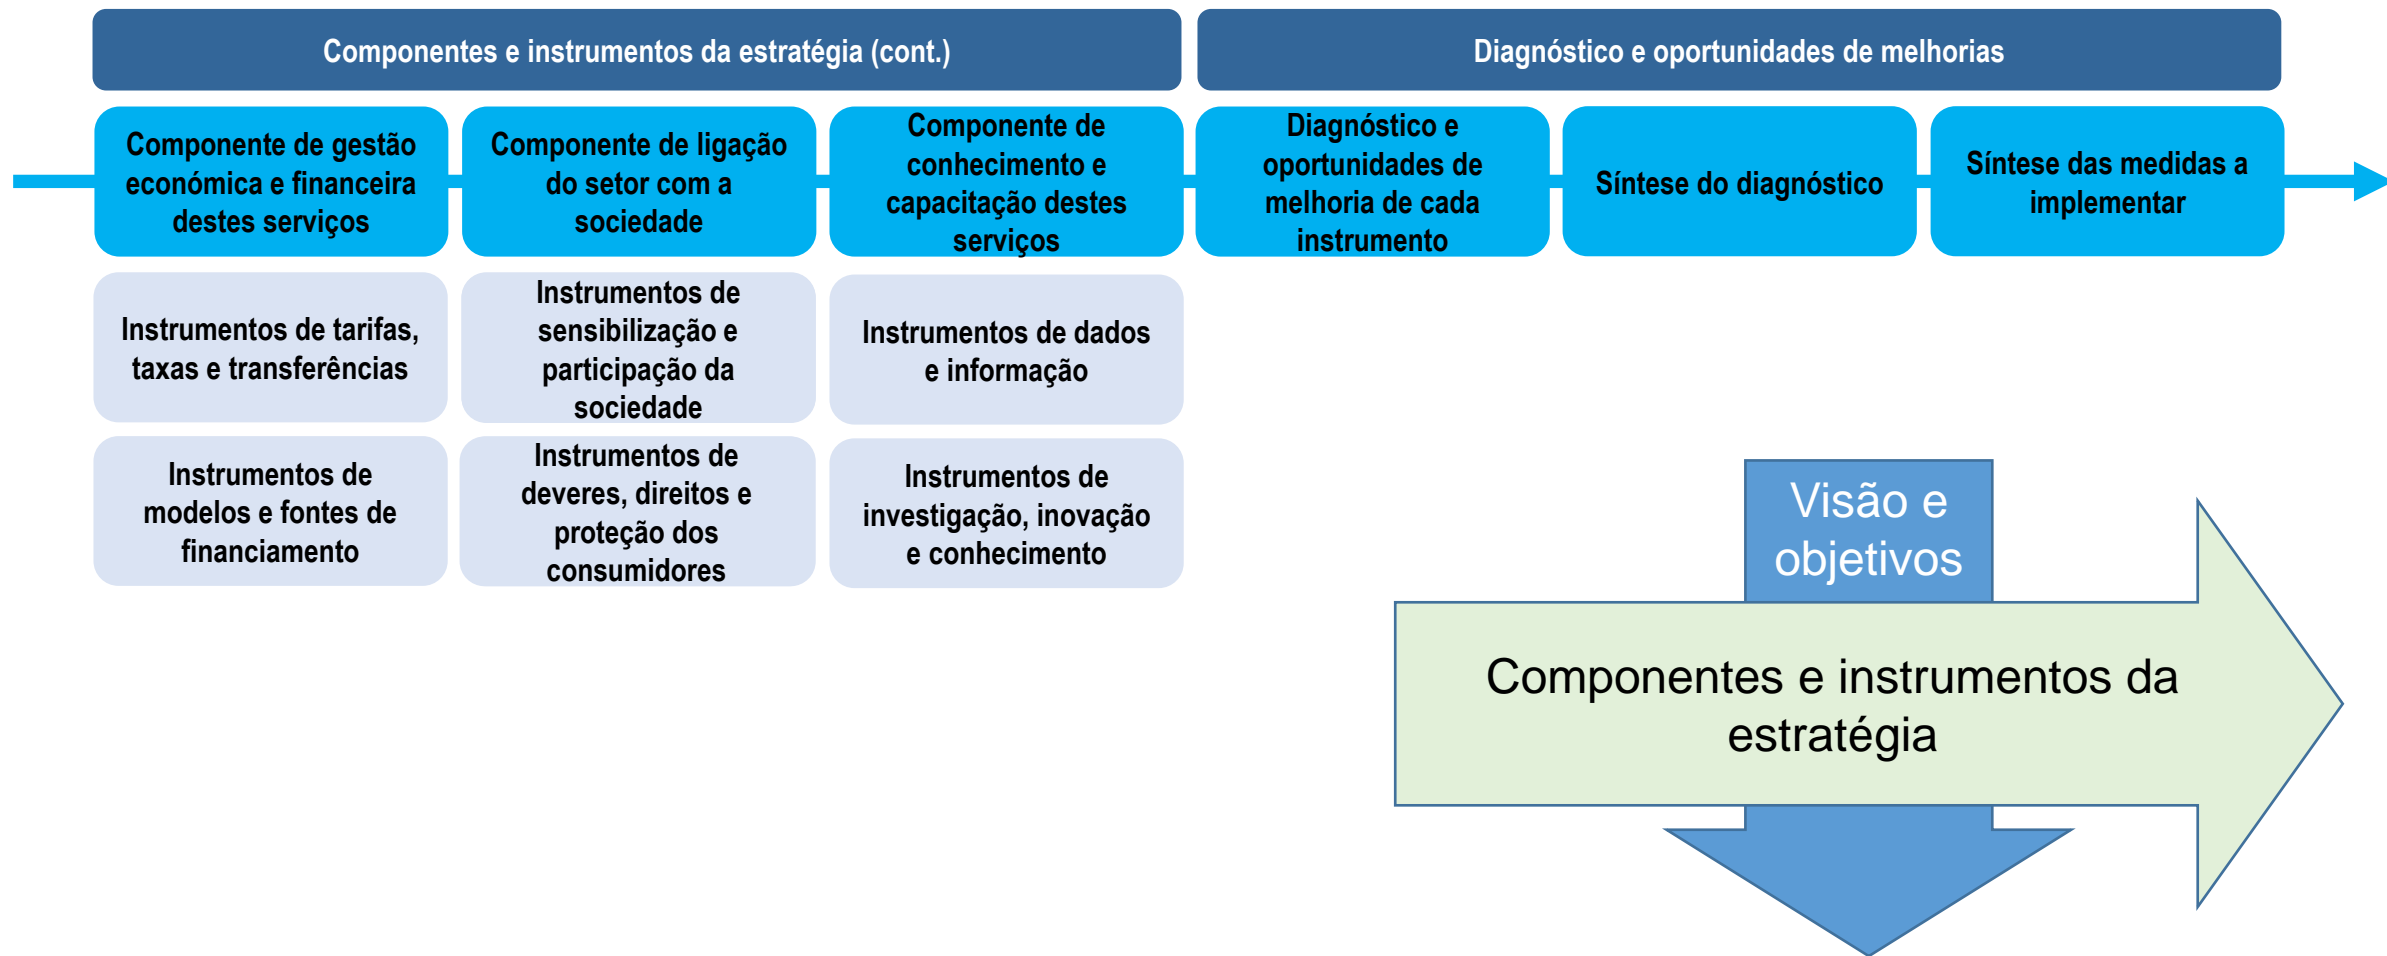 Componentes e instrumentos da estratégia (cont.)
Diagnóstico e oportunidades de melhorias
Componente de gestão
económica e financeira
destes serviços
Componente de ligação
do setor com a
sociedade
Componente de
conhecimento e
capacitação destes
serviços
Diagnóstico e
oportunidades de
melhoria de cada
instrumento
Síntese do diagnóstico
Síntese das medidas a
implementar
Instrumentos de tarifas,
taxas e transferências
Instrumentos de
sensibilização e
participação da
sociedade
Instrumentos de dados
e informação
Instrumentos de
modelos e fontes de
financiamento
Instrumentos de
deveres, direitos e
proteção dos
consumidores
Instrumentos de
investigação, inovação
e conhecimento
Visão e
objetivos
Componentes e instrumentos da
estratégia